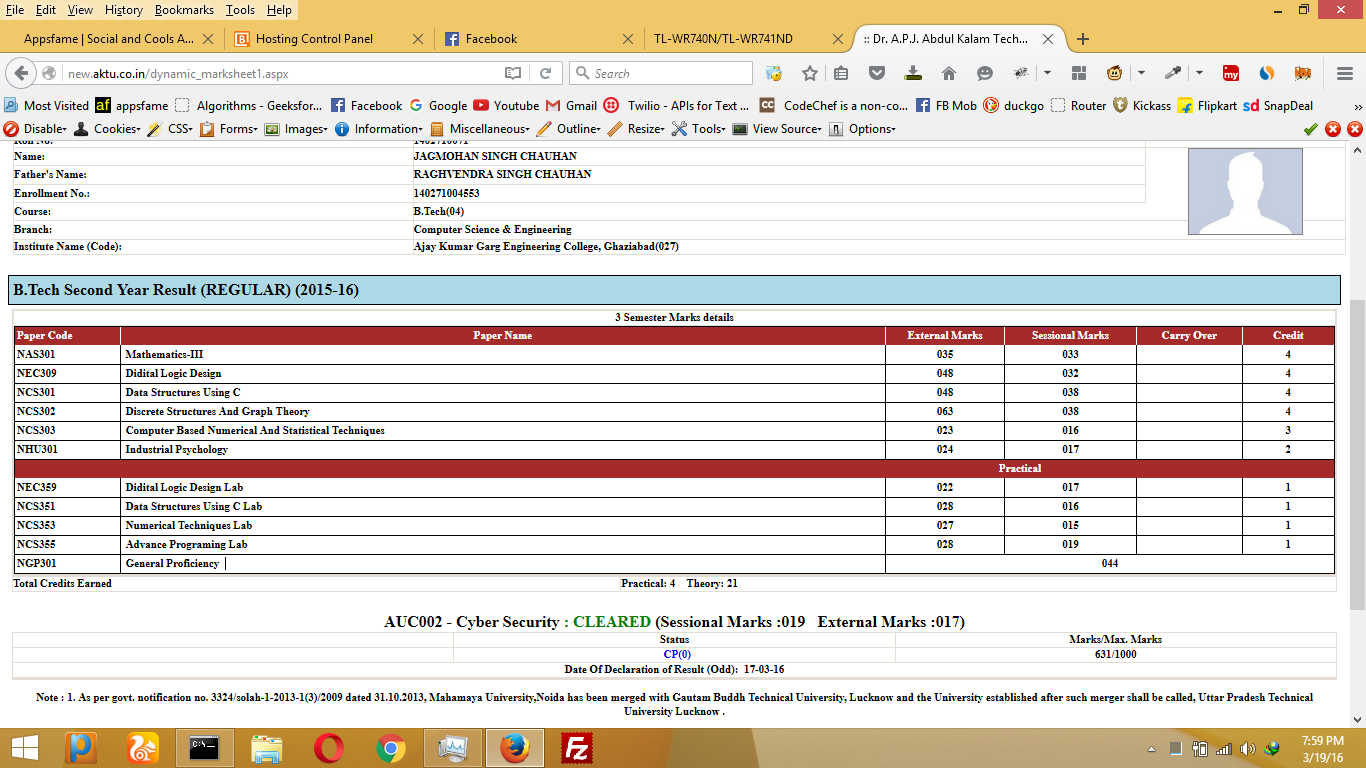 File Edit View History Bookmarks Tools Help
Appsfame | Social and Cools A... Hosting Control Panel Facebook TL-WR740N/TL-WR741ND :: Dr. A.P.J. Abdul Kalam Tech...
new.aktu.co.in/dynamic_marksheet1.aspx Search
Most Visited appsfame Algorithms - Geeksfor... Facebook Google Youtube Gmail Twilio - APIs for Text ... CodeChef is a non-co... FB Mob duckgo Router Kickass Flipkart SnapDeal
Disable Cookies CSS Forms Images Information Miscellaneous Outline Resize Tools View Source Options
Name: JAGMOHAN SINGH CHAUHAN
Father's Name: RAGHVENDRA SINGH CHAUHAN
Enrollment No.: 140271004553
Course: B.Tech(04)
Branch: Computer Science & Engineering
Institute Name (Code): Ajay Kumar Garg Engineering College, Ghaziabad(027)
B.Tech Second Year Result (REGULAR) (2015-16)
3 Semester Marks details
Paper Code Paper Name External Marks Sessional Marks Carry Over Credit
NAS301 Mathematics-III 035 033 4
NEC309 Didital Logic Design 048 032 4
NCS301 Data Structures Using C 048 038 4
NCS302 Discrete Structures And Graph Theory 063 038 4
NCS303 Computer Based Numerical And Statistical Techniques 023 016 3
NHU301 Industrial Psychology 024 017 2
Practical
NEC359 Didital Logic Design Lab 022 017 1
NCS351 Data Structures Using C Lab 028 016 1
NCS353 Numerical Techniques Lab 027 015 1
NCS355 Advance Programing Lab 028 019 1
NGP301 General Proficiency 044
Total Credits Earned Practical: 4 Theory: 21
AUC002 - Cyber Security : CLEARED (Sessional Marks :019 External Marks :017)
Status Marks/Max. Marks
CP(0) 631/1000
Date Of Declaration of Result (Odd): 17-03-16
Note : 1. As per govt. notification no. 3324/solah-1-2013-1(3)/2009 dated 31.10.2013, Mahamaya University,Noida has been merged with Gautam Buddh Technical University, Lucknow and the University established after such merger shall be called, Uttar Pradesh Technical
University Lucknow .
7:59 PM
3/19/16